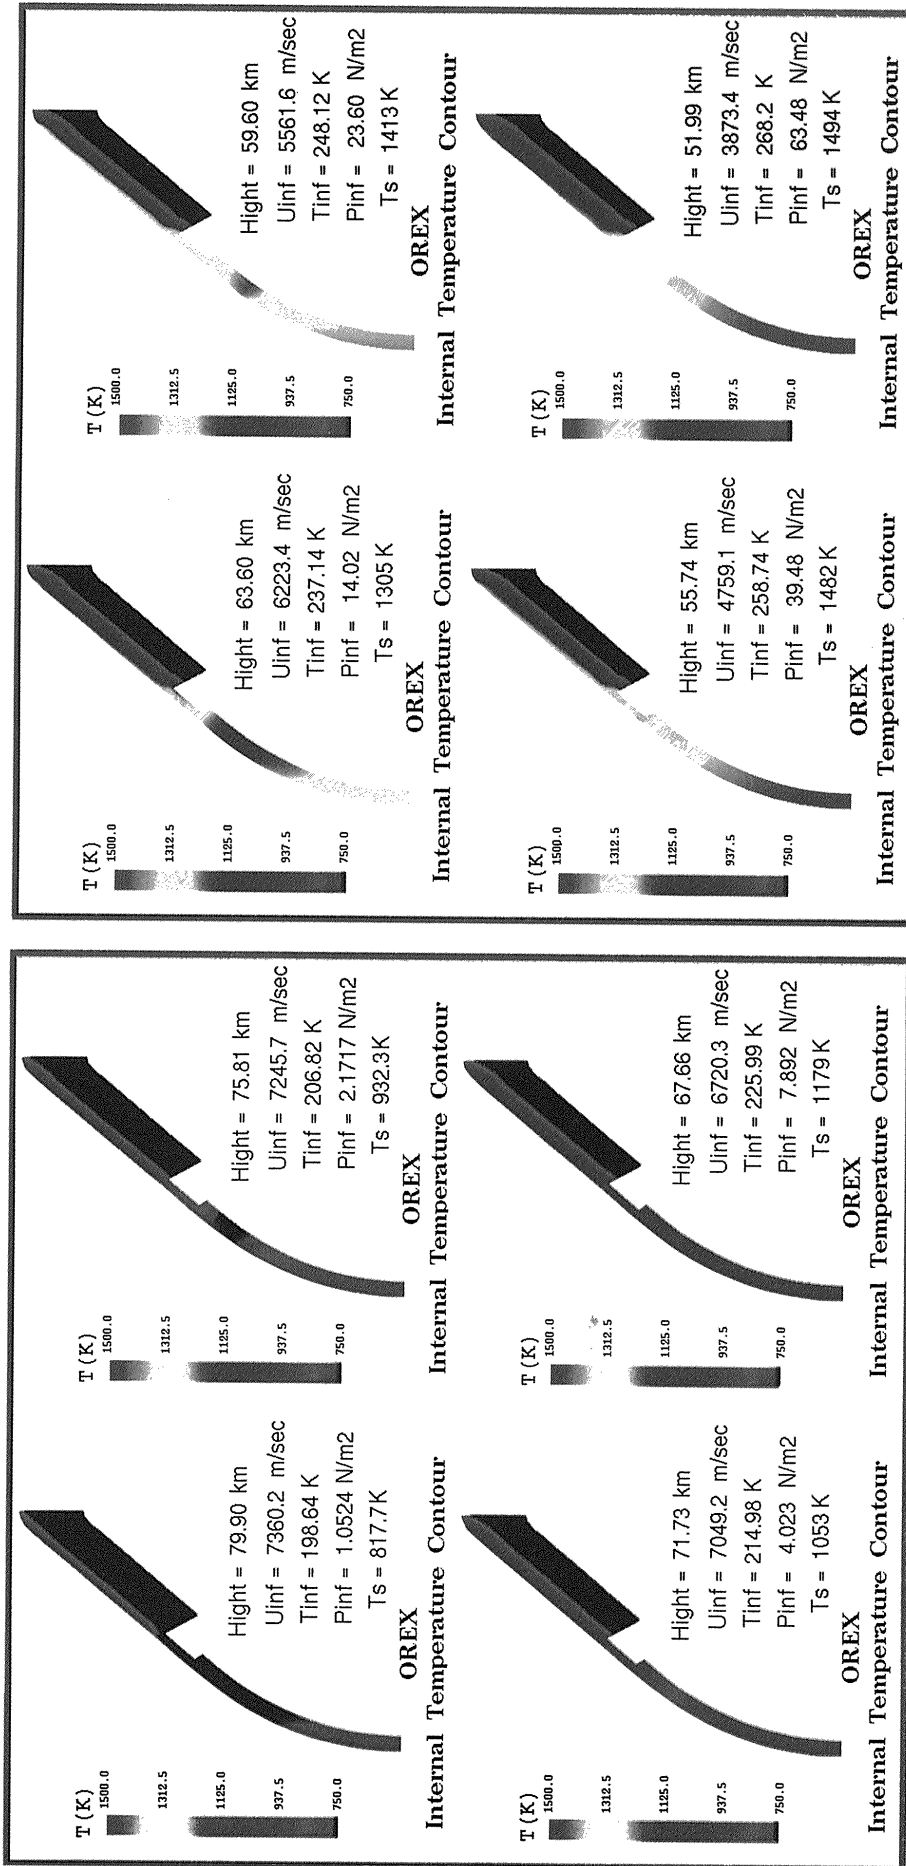 T(K)
1500.0
1312.5
1125.0
937.5
750.0
Hight = 79.90 km
Uinf = 7360.2 m/sec
Tinf = 198.64 K
Pinf = 1.0524 N/m2
Ts = 817.7K
OREX
Internal Temperature Contour
T(K)
1500.0
1312.5
1125.0
937.5
750.0
Hight = 75.81 km
Uinf = 7245.7 m/sec
Tinf = 206.82 K
Pinf = 2.1717 N/m2
Ts = 932.3K
OREX
Internal Temperature Contour
T(K)
1500.0
1312.5
1125.0
937.5
750.0
Hight = 71.73 km
Uinf = 7049.2 m/sec
Tinf = 214.98 K
Pinf = 4.023 N/m2
Ts = 1053K
OREX
Internal Temperature Contour
T(K)
1500.0
1312.5
1125.0
937.5
750.0
Hight = 67.66 km
Uinf = 6720.3 m/sec
Tinf = 225.99 K
Pinf = 7.892 N/m2
Ts = 1179K
OREX
Internal Temperature Contour
T(K)
1500.0
1312.5
1125.0
937.5
750.0
Hight = 63.60 km
Uinf = 6223.4 m/sec
Tinf = 237.14 K
Pinf = 14.02 N/m2
Ts = 1305K
OREX
Internal Temperature Contour
T(K)
1500.0
1312.5
1125.0
937.5
750.0
Hight = 59.60 km
Uinf = 5561.6 m/sec
Tinf = 248.12 K
Pinf = 23.60 N/m2
Ts = 1413K
OREX
Internal Temperature Contour
T(K)
1500.0
1312.5
1125.0
937.5
750.0
Hight = 55.74 km
Uinf = 4759.1 m/sec
Tinf = 258.74 K
Pinf = 39.48 N/m2
Ts = 1482K
OREX
Internal Temperature Contour
T(K)
1500.0
1312.5
1125.0
937.5
750.0
Hight = 51.99 km
Uinf = 3873.4 m/sec
Tinf = 268.2 K
Pinf = 63.48 N/m2
Ts = 1494K
OREX
Internal Temperature Contour